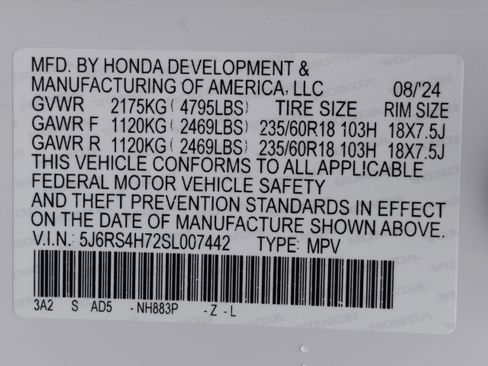 MFD. BY HONDA DEVELOPMENT &
MANUFACTURING OF AMERICA, LLC 08/'24
GVWR 2175KG (4795LBS) TIRE SIZE RIM SIZE
GAWR F 1120KG (2469LBS) 235/60R18 103H 18X7.5J
GAWR R 1120KG (2469LBS) 235/60R18 103H 18X7.5J
THIS VEHICLE CONFORMS TO ALL APPLICABLE
FEDERAL MOTOR VEHICLE SAFETY
AND THEFT PREVENTION STANDARDS IN EFFECT
ON THE DATE OF MANUFACTURE SHOWN ABOVE.
V.I.N.: 5J6RS4H72SL007442 TYPE: MPV
3A2 S AD5 - NH883P - Z - L